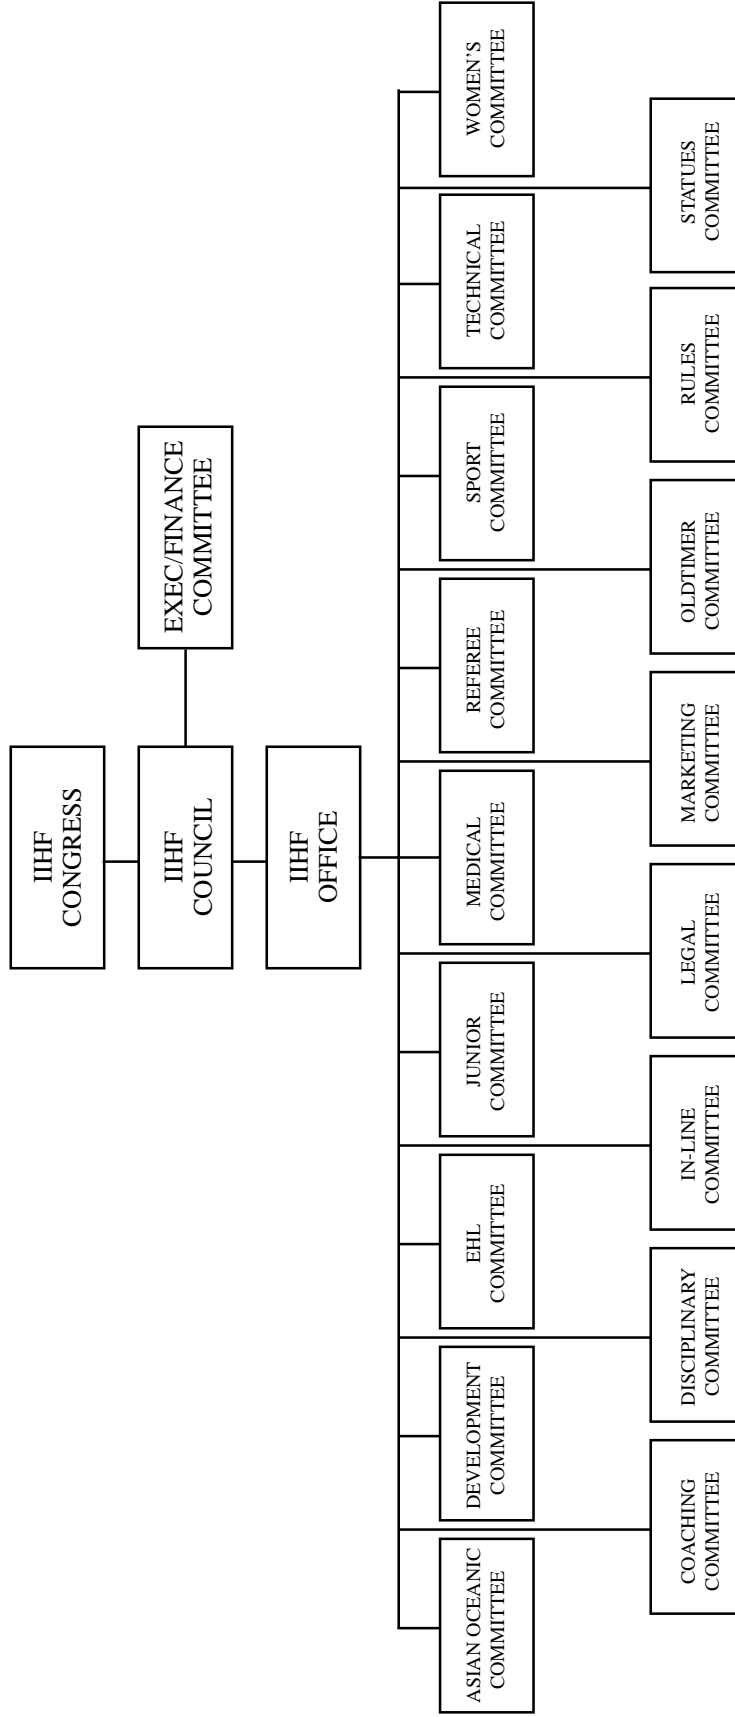 IIHF
CONGRESS
IIHF
COUNCIL
EXEC/FINANCE
COMMITTEE
IIHF
OFFICE
ASIAN OCEANIC
COMMITTEE
DEVELOPMENT
COMMITTEE
EHL
COMMITTEE
JUNIOR
COMMITTEE
MEDICAL
COMMITTEE
REFEREE
COMMITTEE
SPORT
COMMITTEE
TECHNICAL
COMMITTEE
WOMEN'S
COMMITTEE
COACHING
COMMITTEE
DISCIPLINARY
COMMITTEE
IN-LINE
COMMITTEE
LEGAL
COMMITTEE
MARKETING
COMMITTEE
OLDTIMER
COMMITTEE
RULES
COMMITTEE
STATUES
COMMITTEE